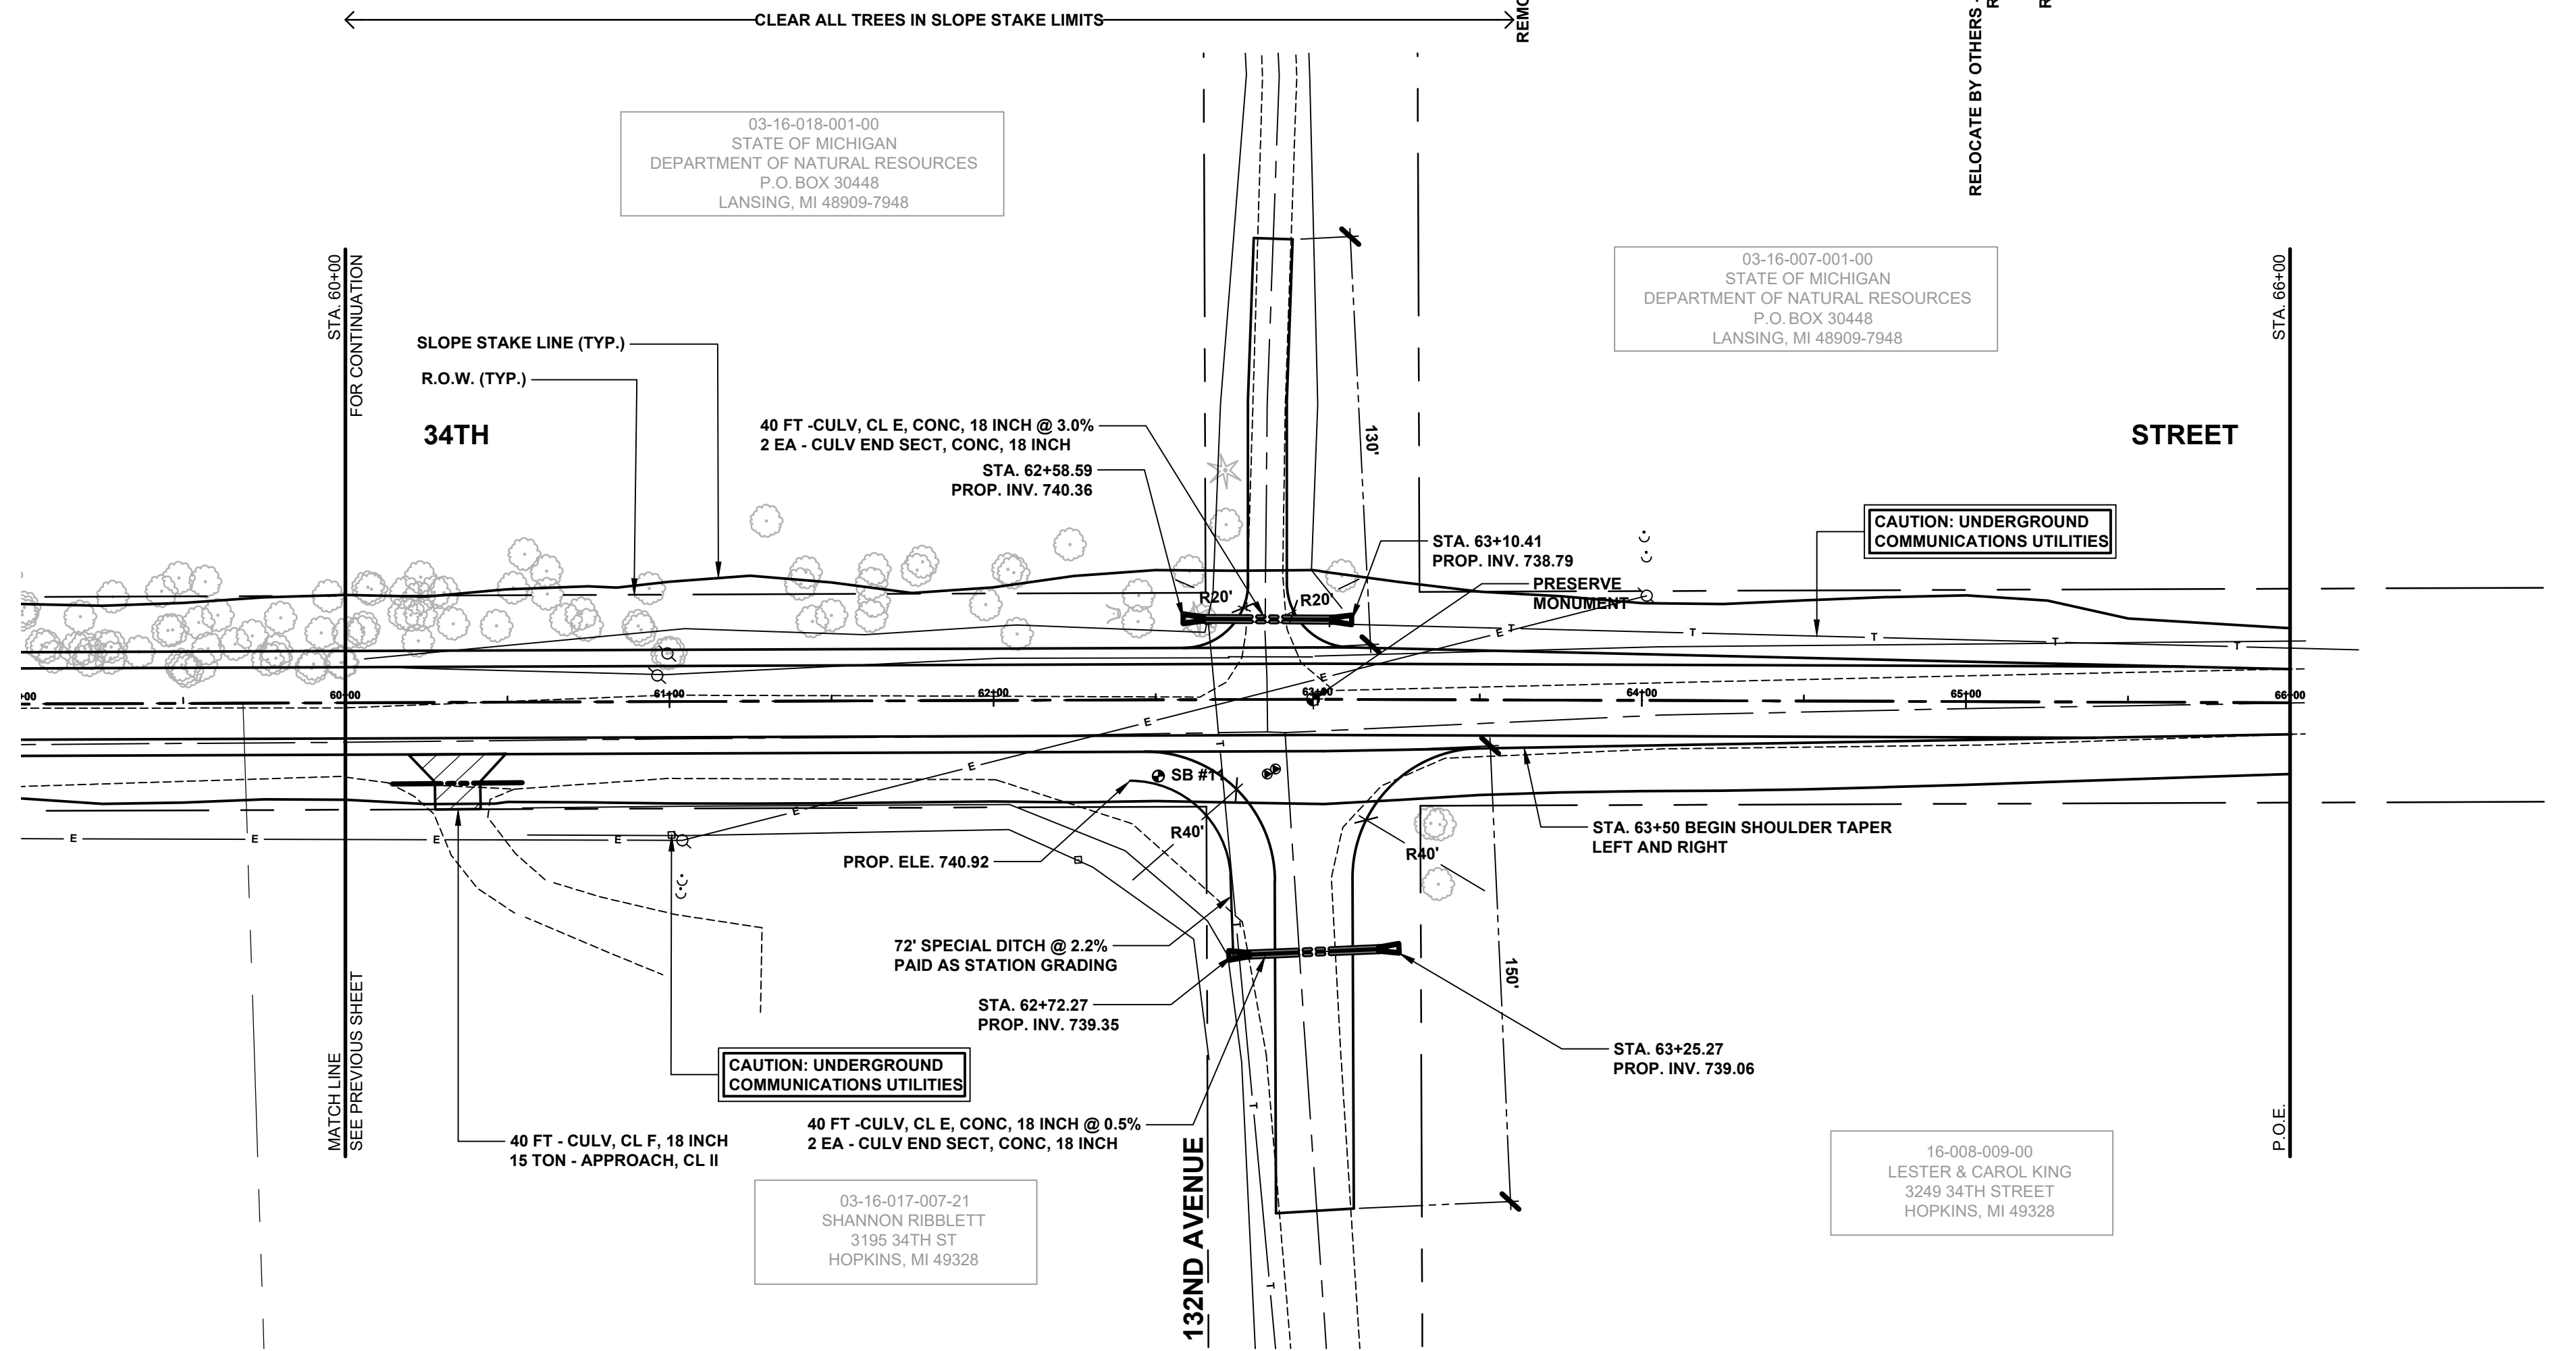 CLEAR ALL TREES IN SLOPE STAKE LIMITS
RELOCATE BY OTHERS -
03-16-018-001-00
STATE OF MICHIGAN
DEPARTMENT OF NATURAL RESOURCES
P.O. BOX 30448
LANSING, MI 48909-7948
03-16-007-001-00
STATE OF MICHIGAN
DEPARTMENT OF NATURAL RESOURCES
P.O. BOX 30448
LANSING, MI 48909-7948
STA. 60+00
FOR CONTINUATION
STA. 66+00
SLOPE STAKE LINE (TYP.)
R.O.W. (TYP.)
34TH
STREET
40 FT -CULV, CL E, CONC, 18 INCH @ 3.0%
2 EA - CULV END SECT, CONC, 18 INCH
STA. 62+58.59
PROP. INV. 740.36
130'
STA. 63+10.41
PROP. INV. 738.79
PRESERVE
MONUMENT
CAUTION: UNDERGROUND
COMMUNICATIONS UTILITIES
R20'
R20'
E
T
T
T
T
T
E
+00
60+00
61+00
62+00
63+00
64+00
65+00
66+00
E
T
E
SB #11
E
E
E
E
E
R40'
R40'
PROP. ELE. 740.92
STA. 63+50 BEGIN SHOULDER TAPER
LEFT AND RIGHT
72' SPECIAL DITCH @ 2.2%
PAID AS STATION GRADING
T
150'
STA. 62+72.27
PROP. INV. 739.35
STA. 63+25.27
PROP. INV. 739.06
CAUTION: UNDERGROUND
COMMUNICATIONS UTILITIES
T
MATCH LINE
SEE PREVIOUS SHEET
40 FT - CULV, CL F, 18 INCH
15 TON - APPROACH, CL II
40 FT -CULV, CL E, CONC, 18 INCH @ 0.5%
2 EA - CULV END SECT, CONC, 18 INCH
P.O.E.
132ND AVENUE
T
03-16-017-007-21
SHANNON RIBBLETT
3195 34TH ST
HOPKINS, MI 49328
16-008-009-00
LESTER & CAROL KING
3249 34TH STREET
HOPKINS, MI 49328